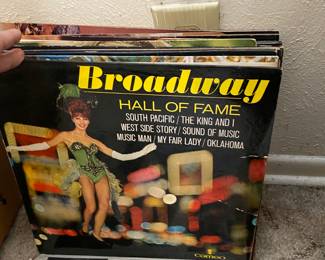 Broadway
HALL OF FAME
SOUTH PACIFIC / THE KING AND I
WEST SIDE STORY / SOUND OF MUSIC
MUSIC MAN / MY FAIR LADY / OKLAHOMA
cameo